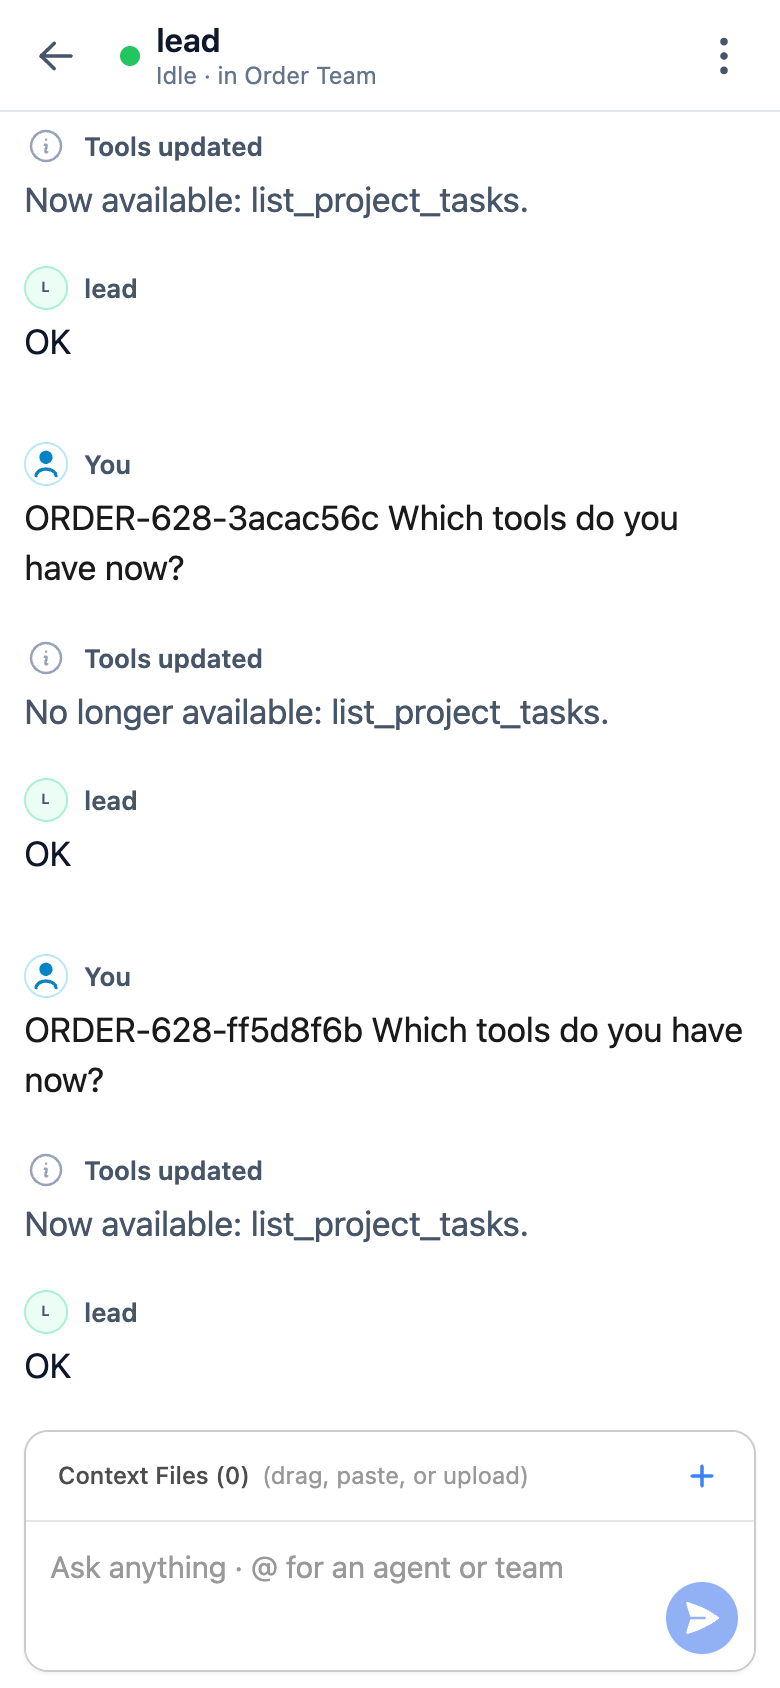 lead
Idle · in Order Team
Tools updated
Now available: list_project_tasks.
L
lead
OK
You
ORDER-628-3acac56c Which tools do you
have now?
Tools updated
No longer available: list_project_tasks.
L
lead
OK
You
ORDER-628-ff5d8f6b Which tools do you have
now?
Tools updated
Now available: list_project_tasks.
L
lead
OK
Context Files (0) (drag, paste, or upload)
Ask anything · @ for an agent or team